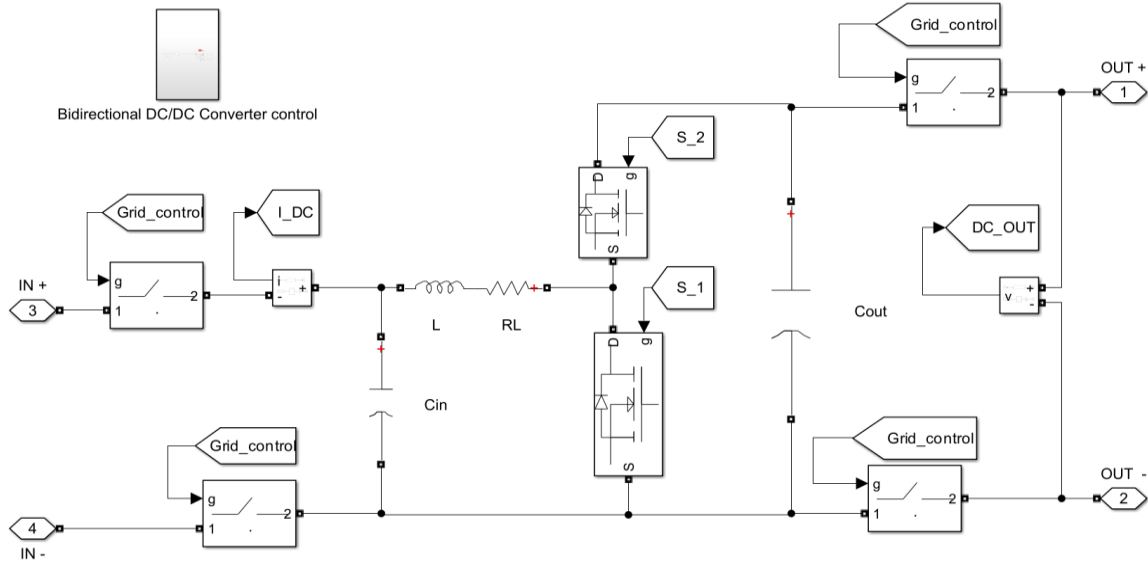 Grid_control
g
1
2
OUT +
1
Bidirectional DC/DC Converter control
S_2
D
g
S
Grid_control
I_DC
DC_OUT
IN +
3
g
1
2
i
+
-
S_1
v
+
-
L
RL
D
g
S
Cout
Cin
Grid_control
Grid_control
g
1
2
g
1
2
OUT -
2
4
IN -